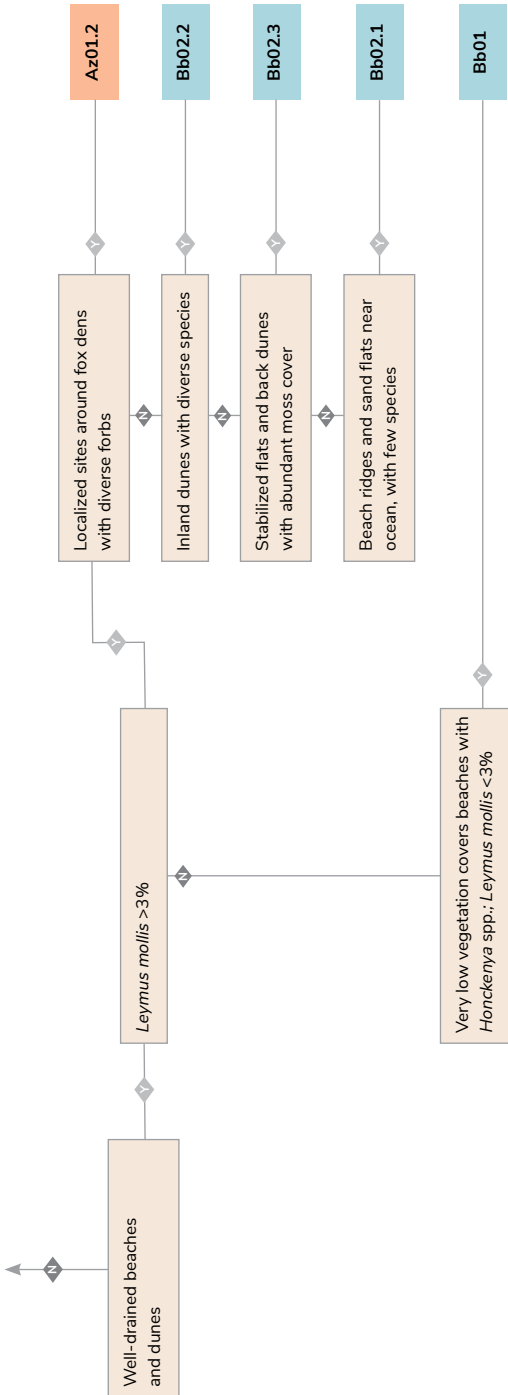 Well-drained beaches
and dunes
N
Y
Leymus mollis >3%
Y
N
Localized sites around fox dens
with diverse forbs
Y
Az01.2
N
Inland dunes with diverse species
Y
Bb02.2
N
Stabilized flats and back dunes
with abundant moss cover
Y
Bb02.3
N
Beach ridges and sand flats near
ocean, with few species
Y
Bb02.1
Very low vegetation covers beaches with
Honckenya spp.; Leymus mollis <3%
Y
Bb01